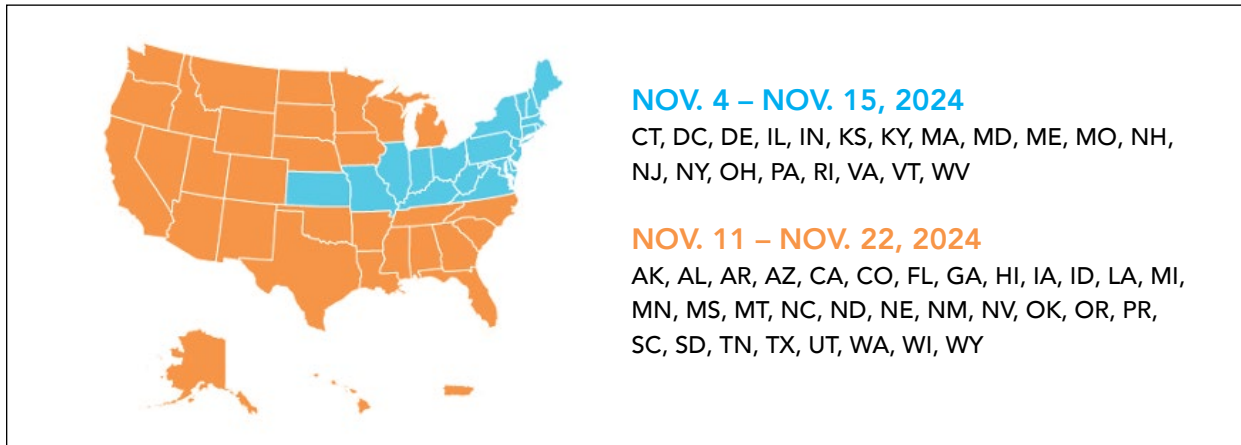 NOV. 4 – NOV. 15, 2024
CT, DC, DE, IL, IN, KS, KY, MA, MD, ME, MO, NH,
NJ, NY, OH, PA, RI, VA, VT, WV
NOV. 11 – NOV. 22, 2024
AK, AL, AR, AZ, CA, CO, FL, GA, HI, IA, ID, LA, MI,
MN, MS, MT, NC, ND, NE, NM, NV, OK, OR, PR,
SC, SD, TN, TX, UT, WA, WI, WY